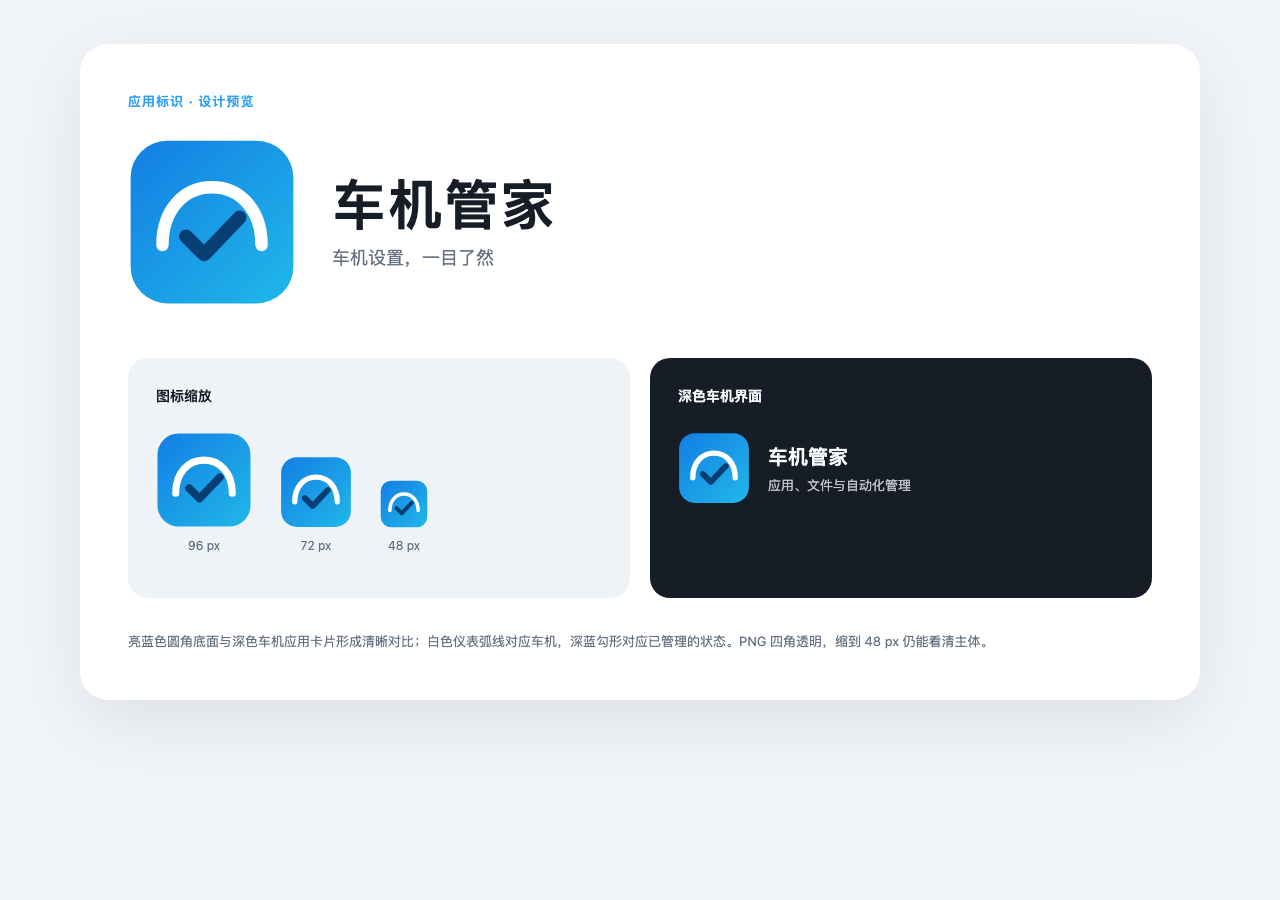 应用标识 · 设计预览
车机管家
车机设置，一目了然
图标缩放
96 px
72 px
48 px
深色车机界面
车机管家
应用、文件与自动化管理
亮蓝色圆角底面与深色车机应用卡片形成清晰对比；白色仪表弧线对应车机，深蓝勾形对应已管理的状态。PNG 四角透明，缩到 48 px 仍能看清主体。